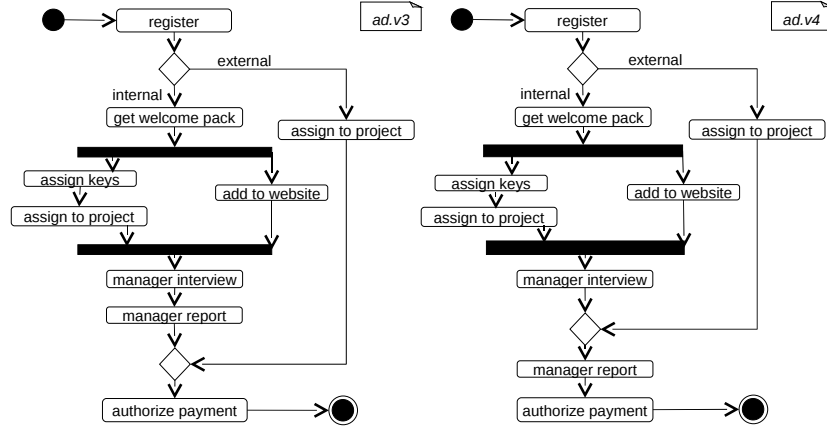 register
ad.v3
external
internal
get welcome pack
assign to project
assign keys
add to website
assign to project
manager interview
manager report
authorize payment
register
ad.v4
external
internal
get welcome pack
assign to project
assign keys
add to website
assign to project
manager interview
manager report
authorize payment